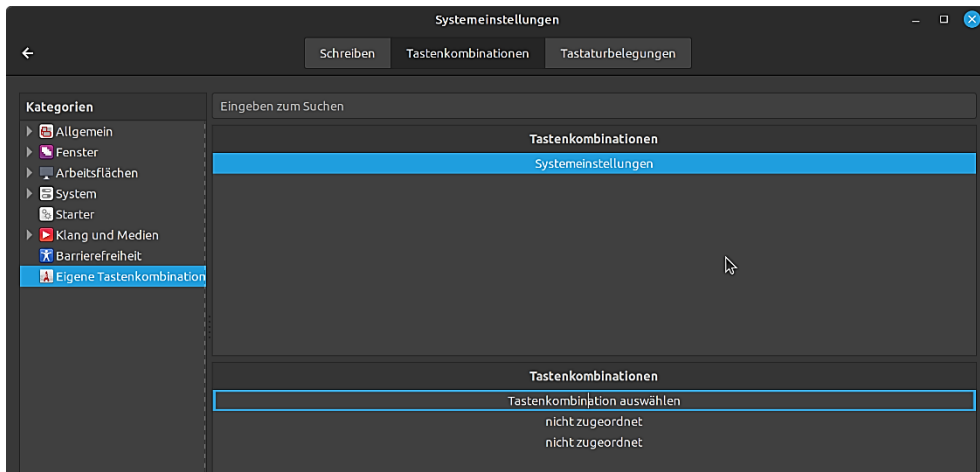 Systemeinstellungen
Schreiben Tastenkombinationen Tastaturbelegungen
Kategorien
Allgemein
Fenster
Arbeitsflächen
System
Starter
Klang und Medien
Barrierefreiheit
Eigene Tastenkombination
Eingeben zum Suchen
Tastenkombinationen
Systemeinstellungen
Tastenkombinationen
Tastenkombination auswählen
nicht zugeordnet
nicht zugeordnet